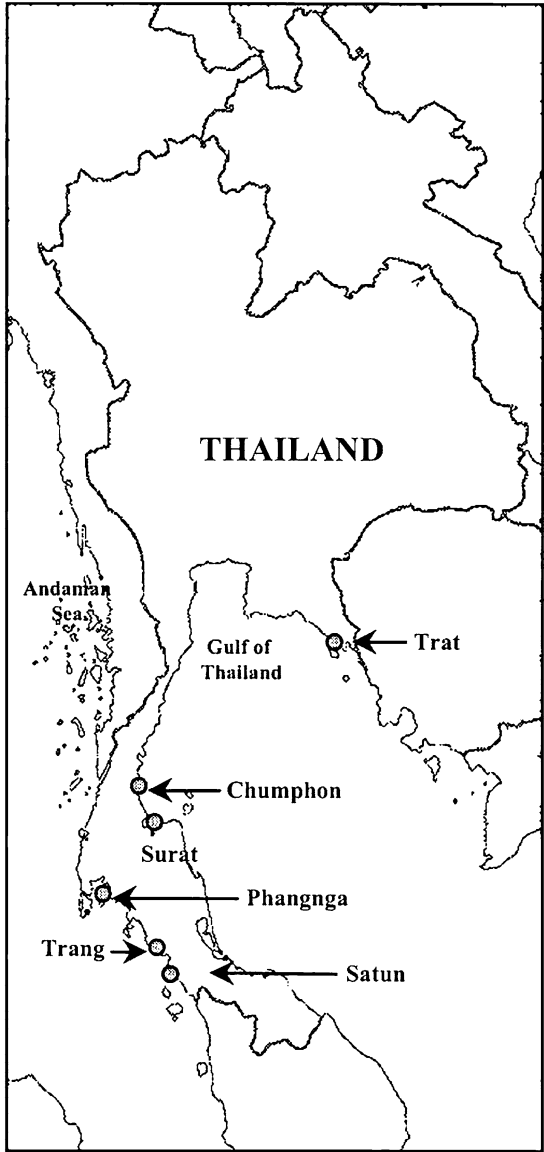 THAILAND
Andaman
Sea
Gulf of
Thailand
Trat
Chumphon
Surat
Phangnga
Trang
Satun